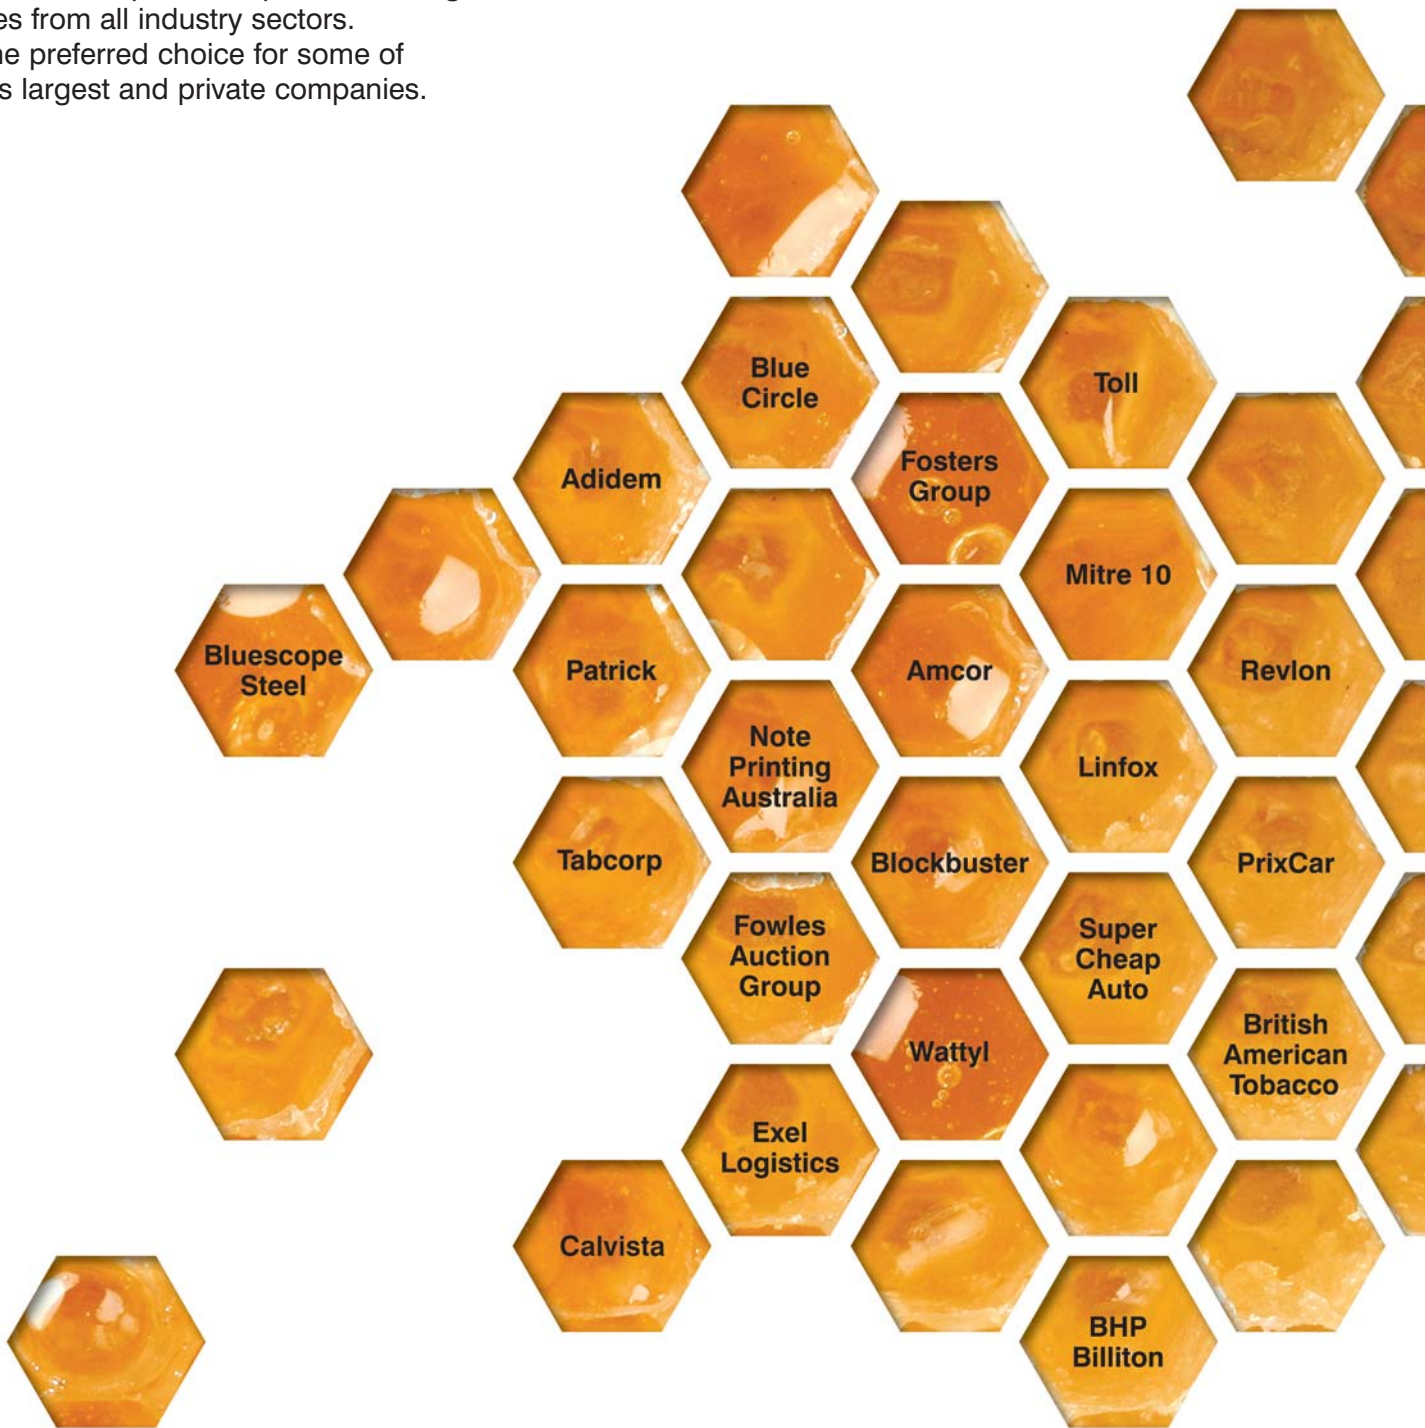 es from all industry sectors.
he preferred choice for some of
s largest and private companies.
Blue
Circle
Toll
Fosters
Group
Adidem
Mitre 10
Bluescope
Steel
Patrick
Amcor
Revlon
Note
Printing
Australia
Linfox
Tabcorp
Blockbuster
PrixCar
Fowles
Auction
Group
Super
Cheap
Auto
Wattyl
British
American
Tobacco
Exel
Logistics
Calvista
BHP
Billiton